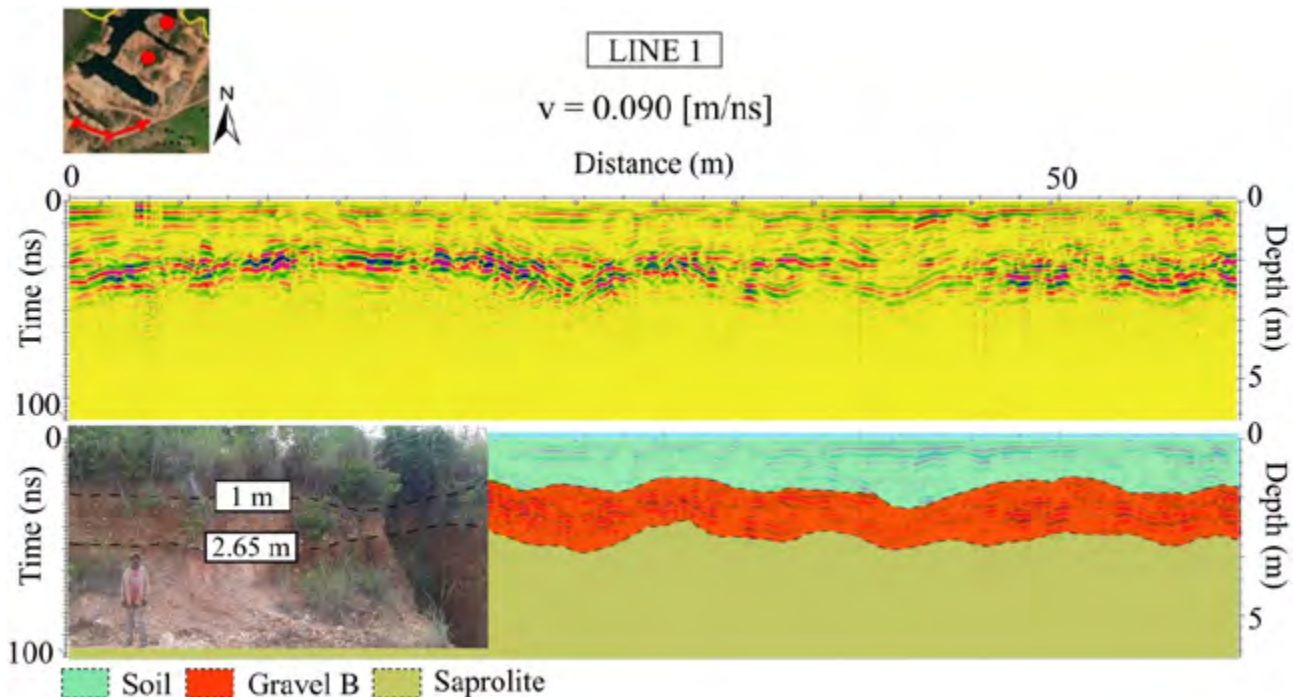 N
LINE 1
v = 0.090 [m/ns]
Distance (m)
0
50
0
Time (ns)
100
0
Depth (m)
5
0
Time (ns)
100
1 m
2.65 m
0
Depth (m)
5
Soil
Gravel B
Saprolite